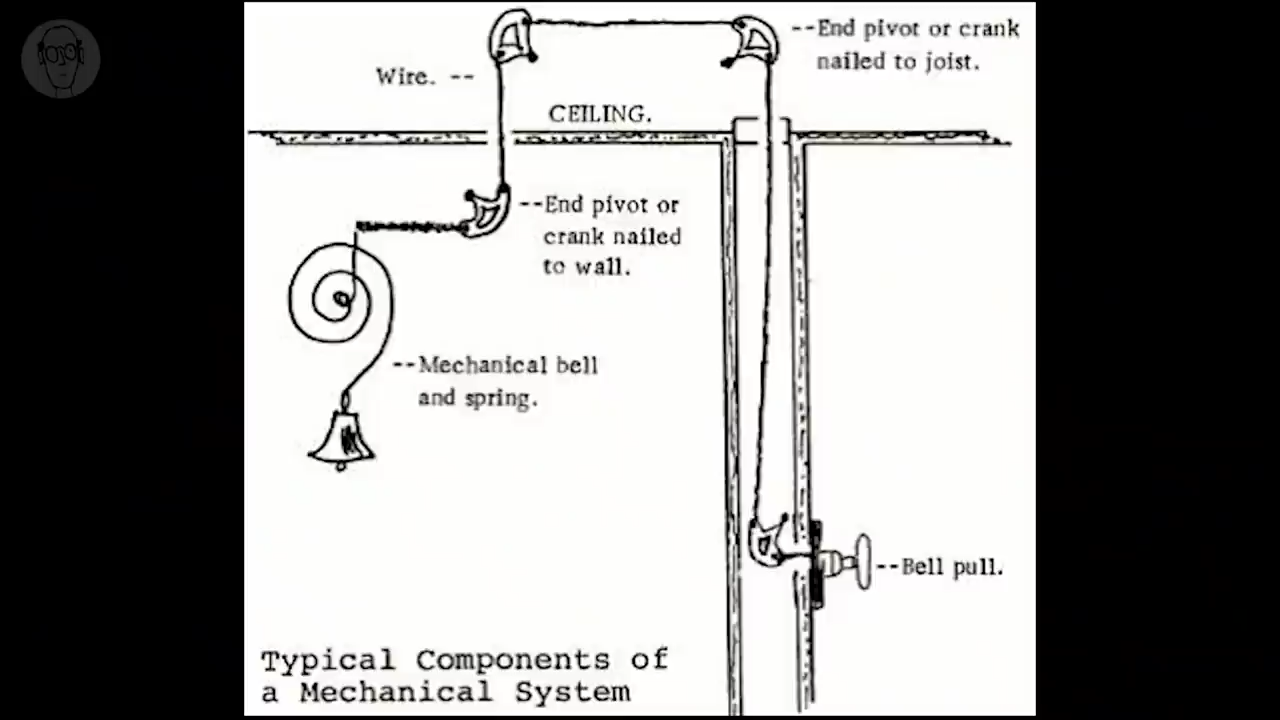 --End pivot or crank
nailed to joist.
Wire. --
CEILING.
--End pivot or
crank nailed
to wall.
--Mechanical bell
and spring.
--Bell pull.
Typical Components of
a Mechanical System